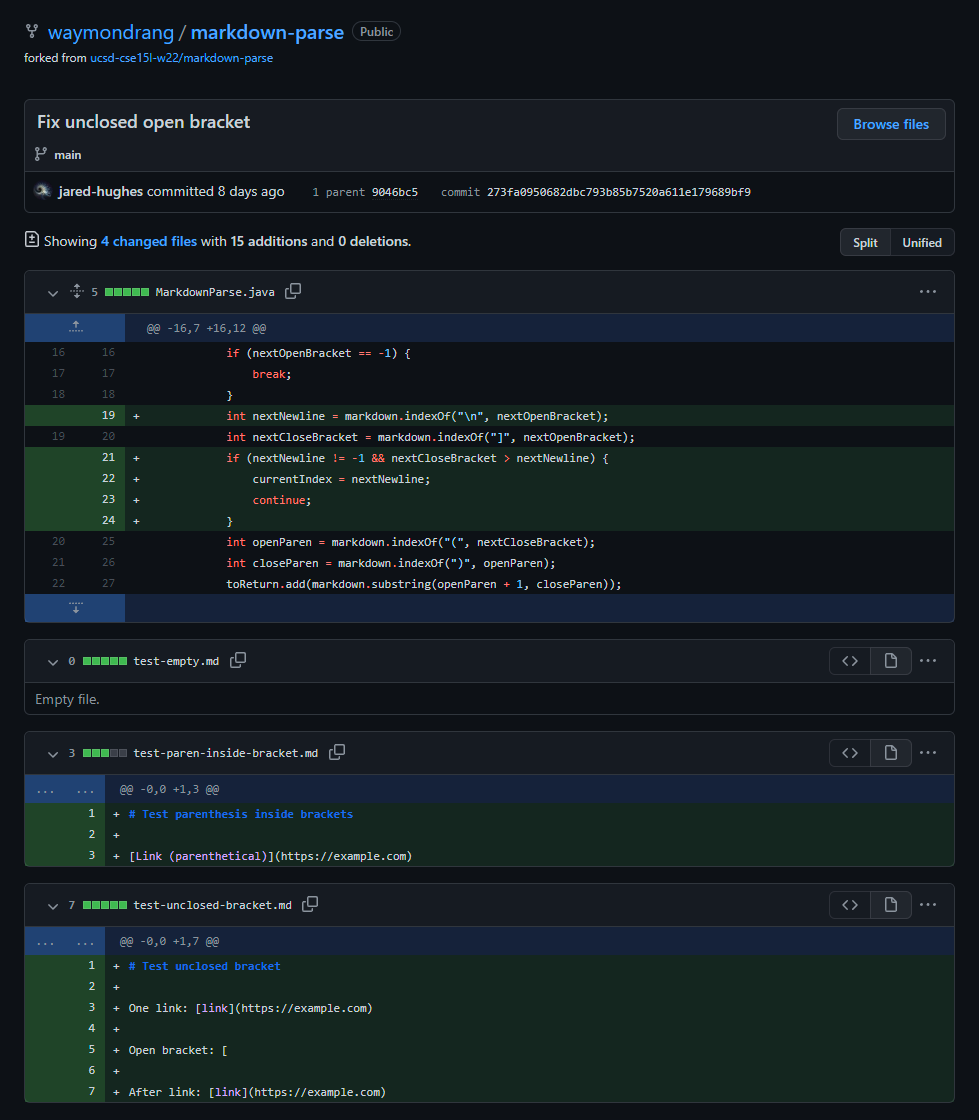 waymondrang / markdown-parse Public
forked from ucsd-cse15l-w22/markdown-parse
Fix unclosed open bracket
Browse files
main
jared-hughes committed 8 days ago 1 parent 9046bc5 commit 273fa0950682dbc793b85b7520a611e179689bf9
Showing 4 changed files with 15 additions and 0 deletions.
Split Unified
5 MarkdownParse.java
@@ -16,7 +16,12 @@
16 16 if (nextOpenBracket == -1) {
17 17 break;
18 18 }
19 + int nextNewline = markdown.indexOf("\n", nextOpenBracket);
19 20 int nextCloseBracket = markdown.indexOf("]", nextOpenBracket);
21 + if (nextNewline != -1 && nextCloseBracket > nextNewline) {
22 + currentIndex = nextNewline;
23 + continue;
24 + }
20 25 int openParen = markdown.indexOf("(", nextCloseBracket);
21 26 int closeParen = markdown.indexOf(")", openParen);
22 27 toReturn.add(markdown.substring(openParen + 1, closeParen));
0 test-empty.md
Empty file.
3 test-paren-inside-bracket.md
... ... @@ -0,0 +1,3 @@
1 + # Test parenthesis inside brackets
2 +
3 + [Link (parenthetical)](https://example.com)
7 test-unclosed-bracket.md
... ... @@ -0,0 +1,7 @@
1 + # Test unclosed bracket
2 +
3 + One link: [link](https://example.com)
4 +
5 + Open bracket: [
6 +
7 + After link: [link](https://example.com)